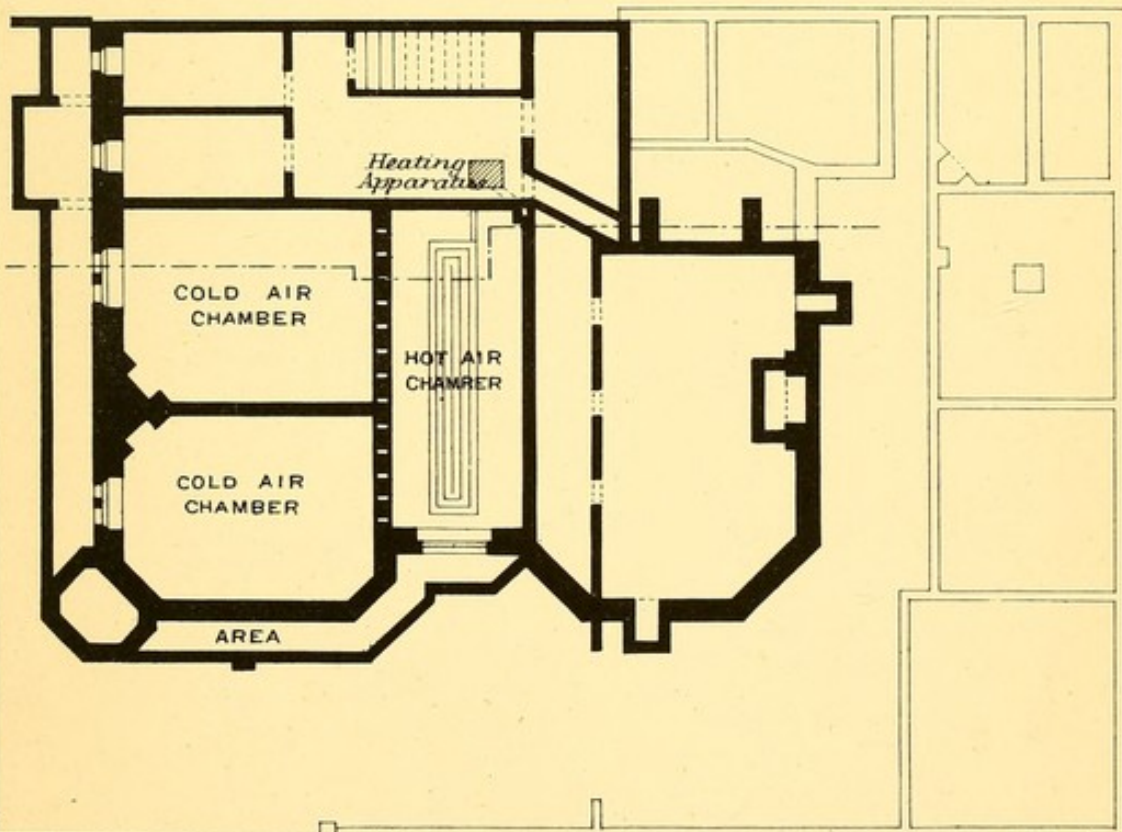 Heating
Apparatus
COLD AIR
CHAMBER
HOT AIR
CHAMBER
COLD AIR
CHAMBER
AREA